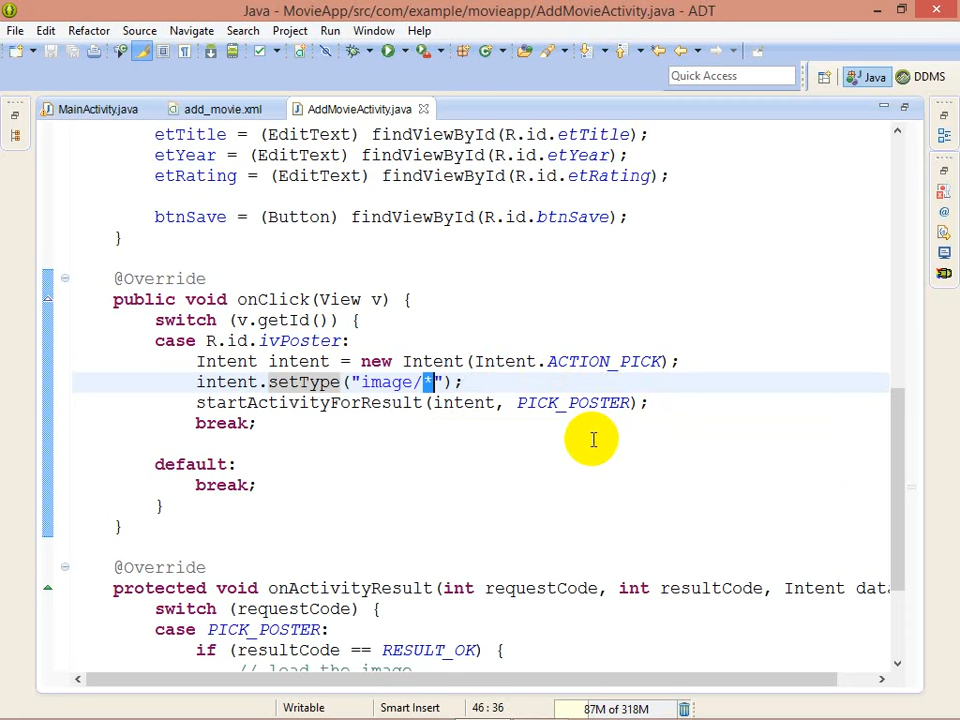 Java - MovieApp/src/com/example/movieapp/AddMovieActivity.java - ADT
File Edit Refactor Source Navigate Search Project Run Window Help
Quick Access
Java
DDMS
MainActivity.java
add_movie.xml
AddMovieActivity.java
etTitle = (EditText) findViewById(R.id.etTitle);
etYear = (EditText) findViewById(R.id.etYear);
etRating = (EditText) findViewById(R.id.etRating);
btnSave = (Button) findViewById(R.id.btnSave);
}
@Override
public void onClick(View v) {
switch (v.getId()) {
case R.id.ivPoster:
Intent intent = new Intent(Intent.ACTION_PICK);
intent.setType("image/*");
startActivityForResult(intent, PICK_POSTER);
break;
default:
break;
}
}
@Override
protected void onActivityResult(int requestCode, int resultCode, Intent data
switch (requestCode) {
case PICK_POSTER:
if (resultCode == RESULT_OK) {
// load the image
Writable
Smart Insert
46 : 36
87M of 318M